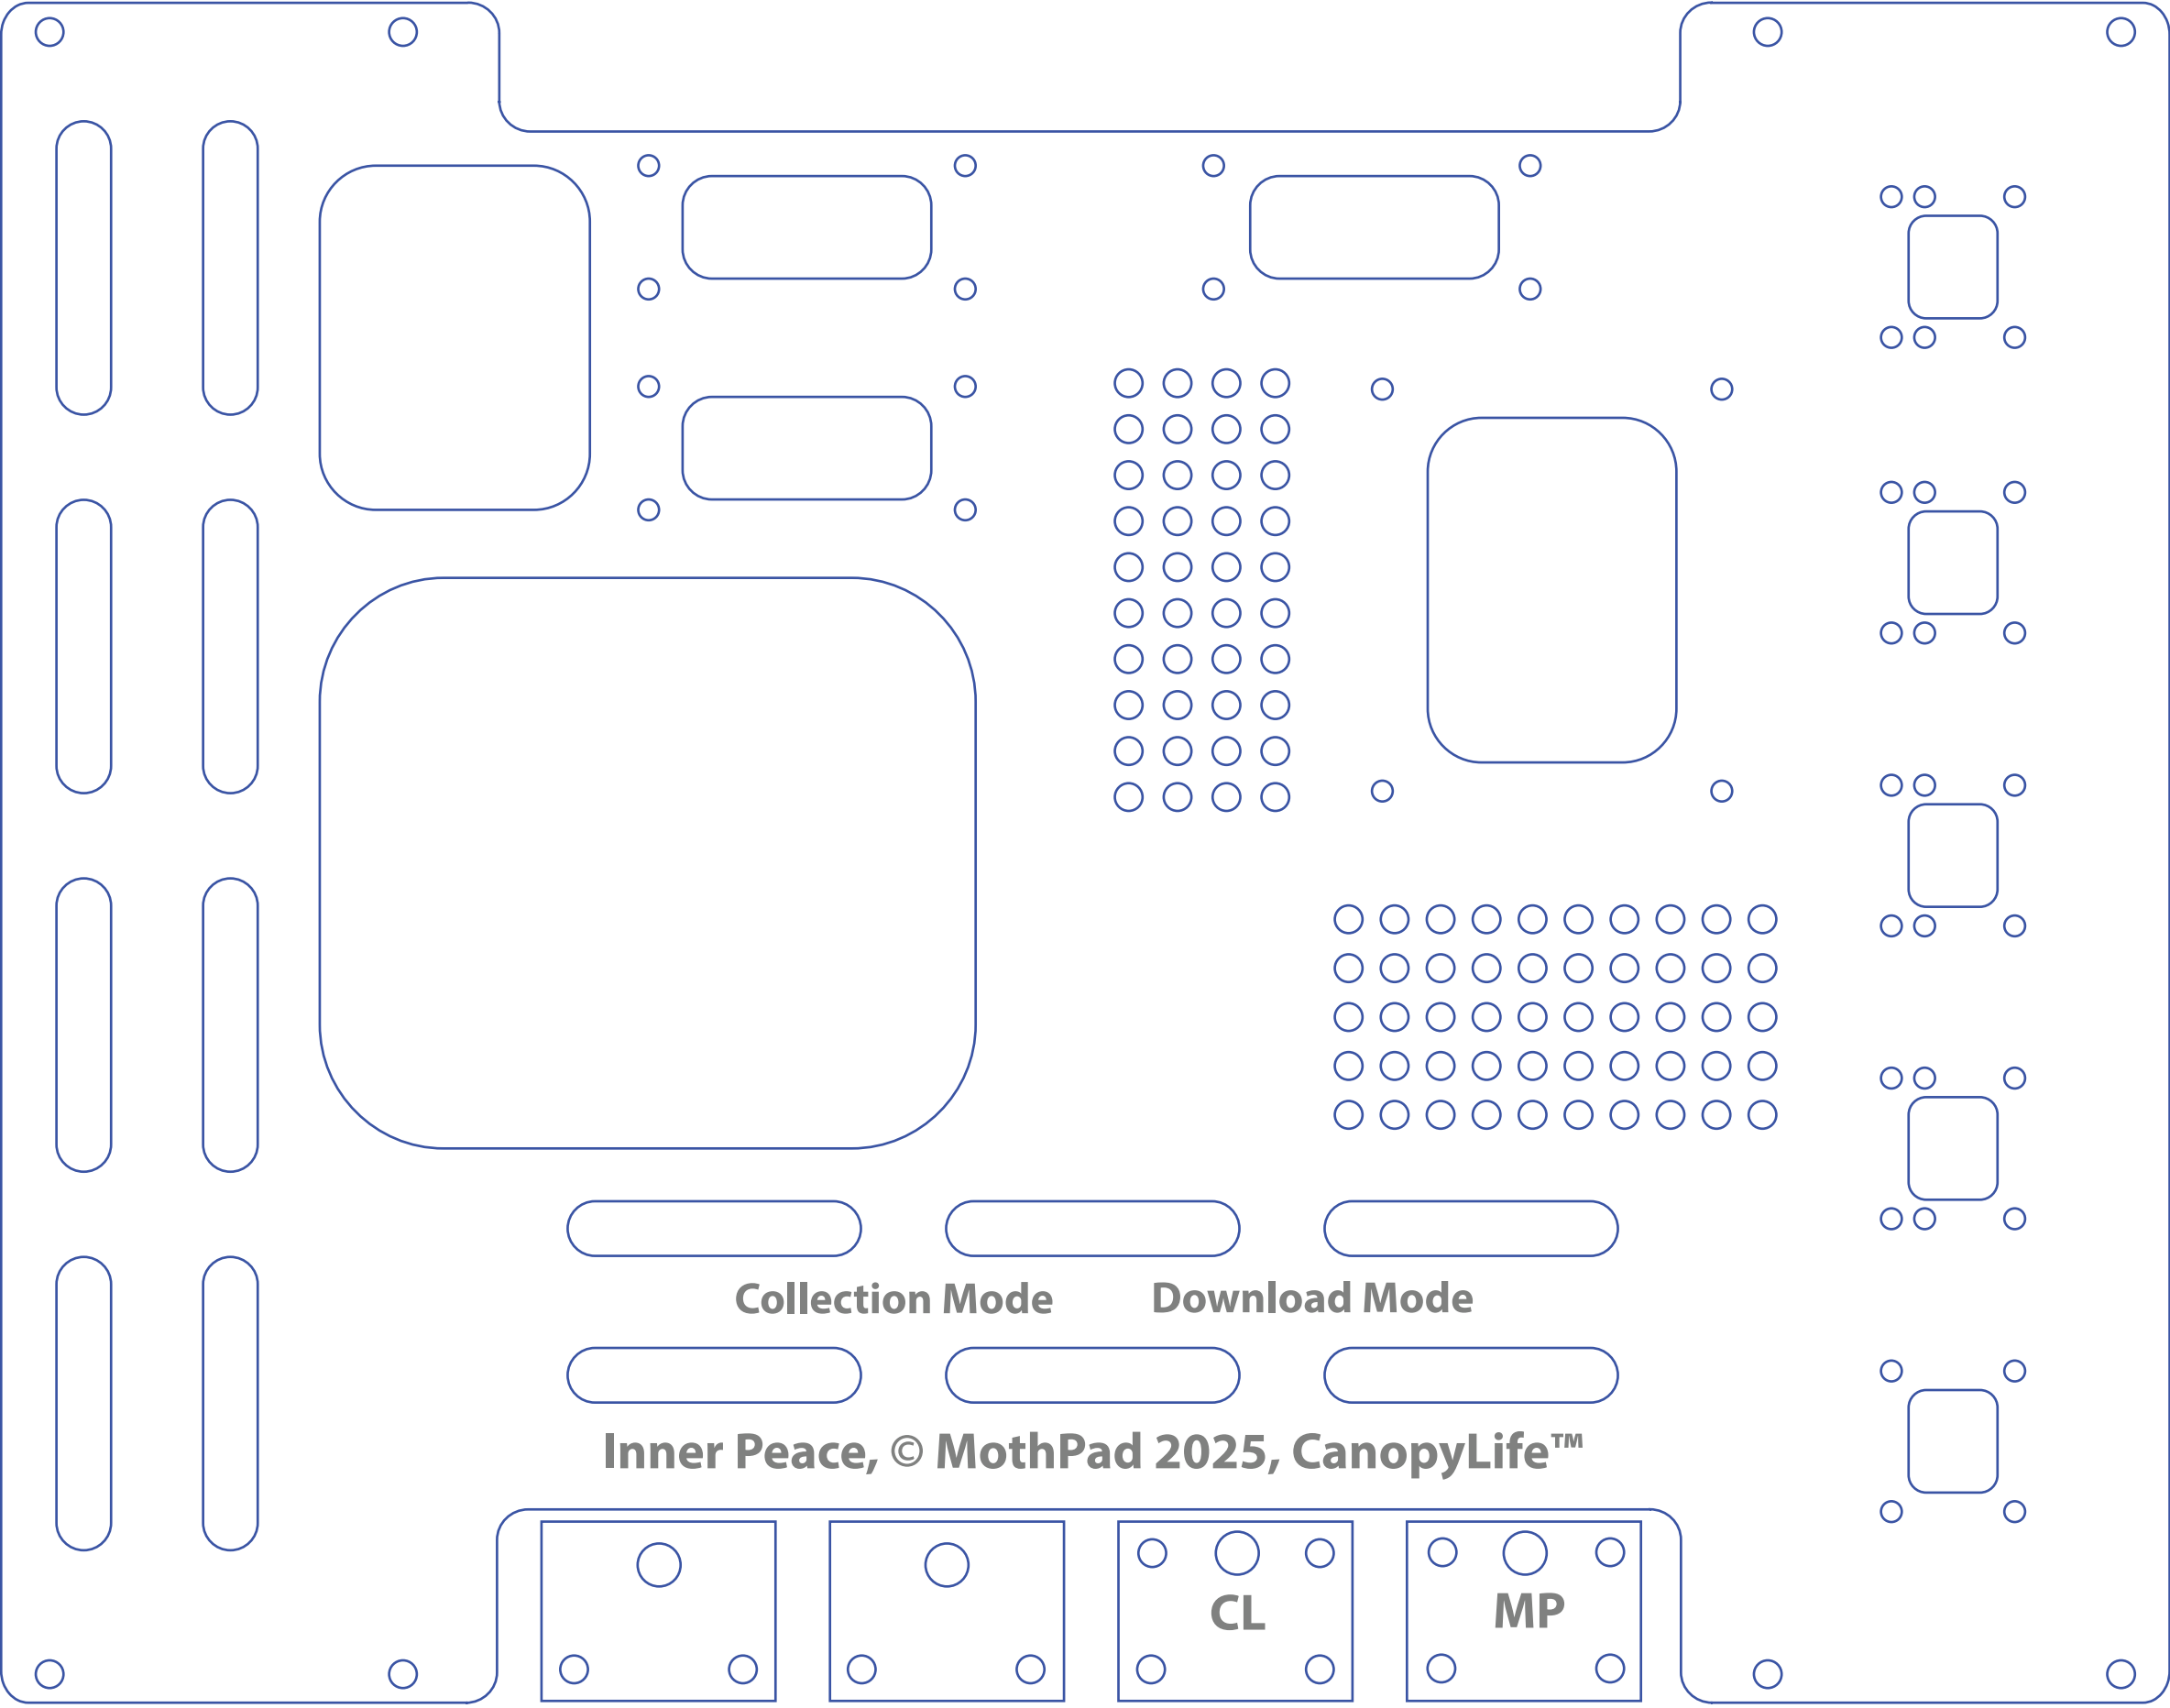 Collection Mode Download Mode
Inner Peace, © MothPad 2025, CanopyLife™
CL MP